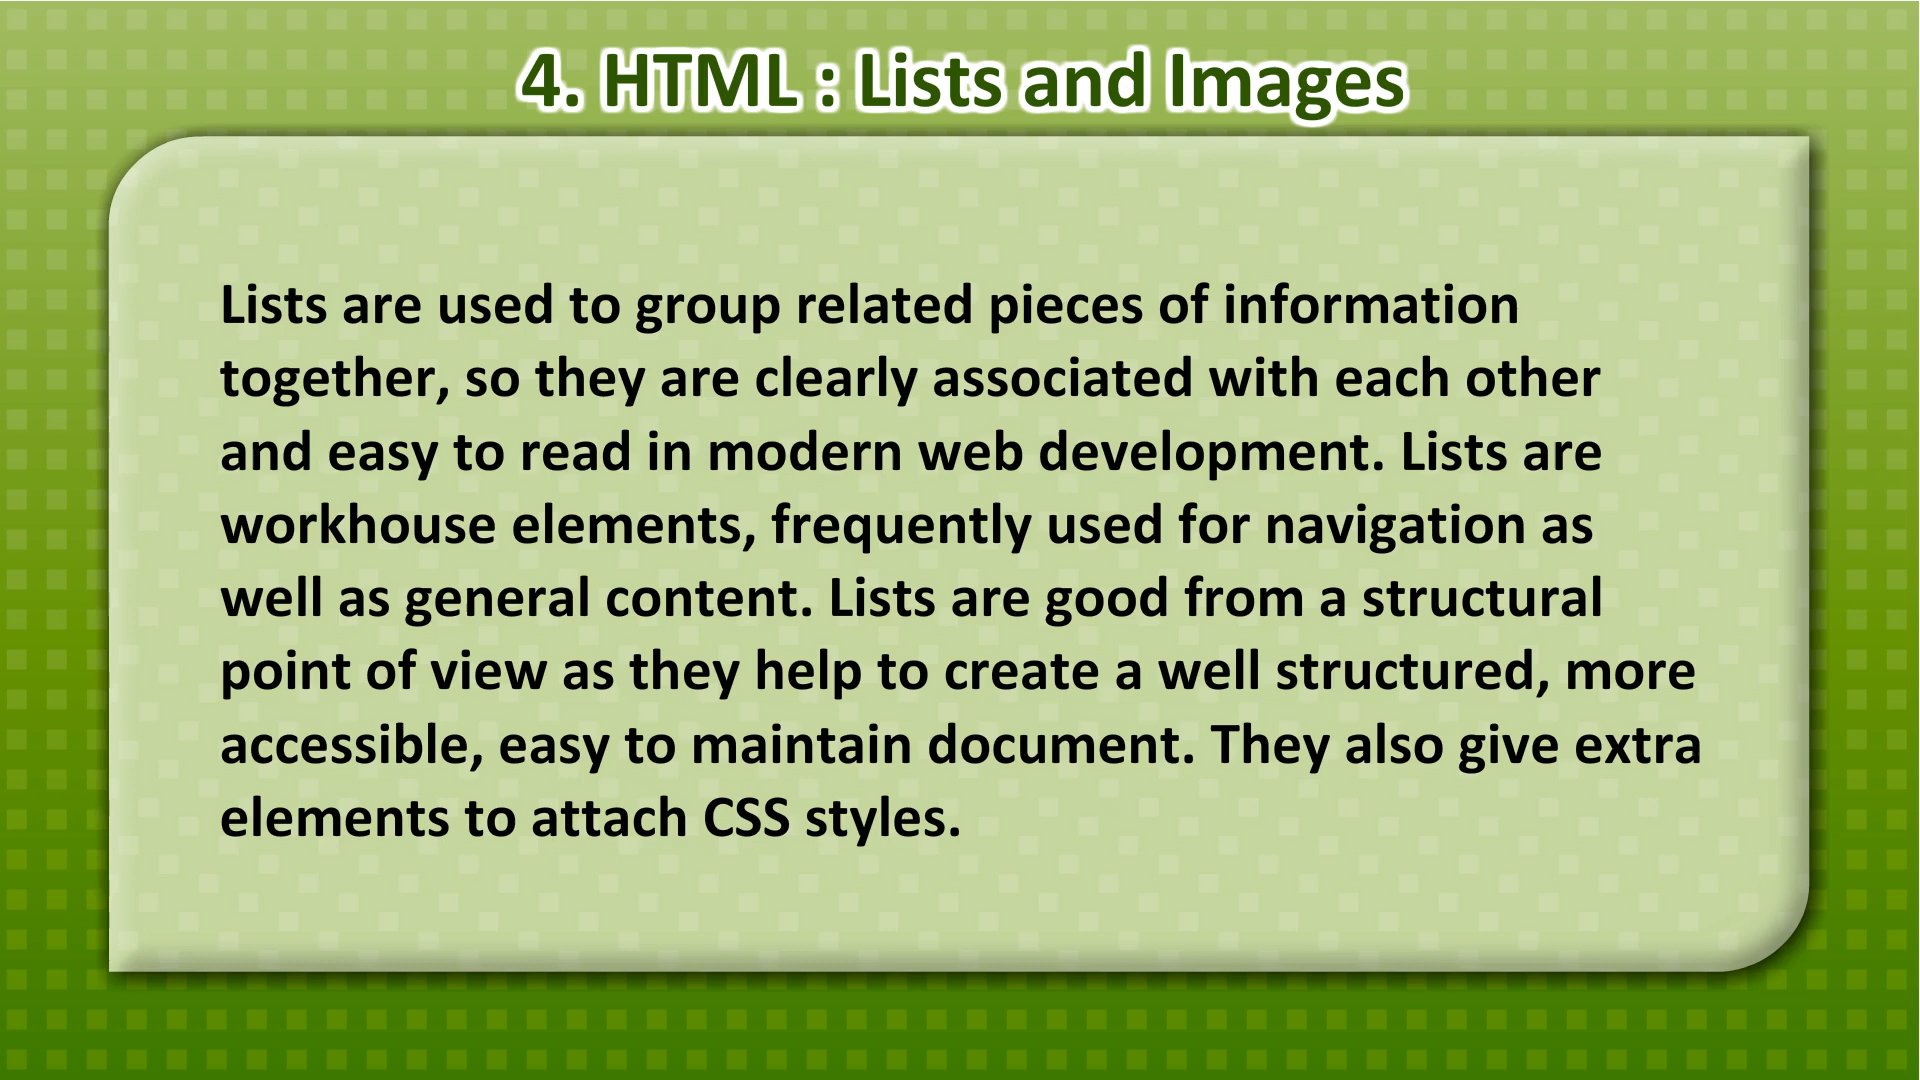 4. HTML : Lists and Images
Lists are used to group related pieces of information
together, so they are clearly associated with each other
and easy to read in modern web development. Lists are
workhouse elements, frequently used for navigation as
well as general content. Lists are good from a structural
point of view as they help to create a well structured, more
accessible, easy to maintain document. They also give extra
elements to attach CSS styles.